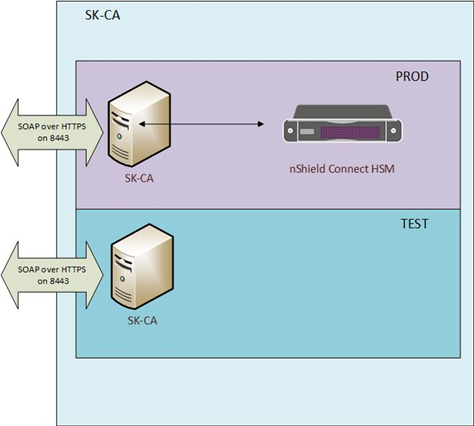 SK-CA
PROD
SOAP over HTTPS
on 8443
SK-CA
nShield Connect HSM
TEST
SOAP over HTTPS
on 8443
SK-CA